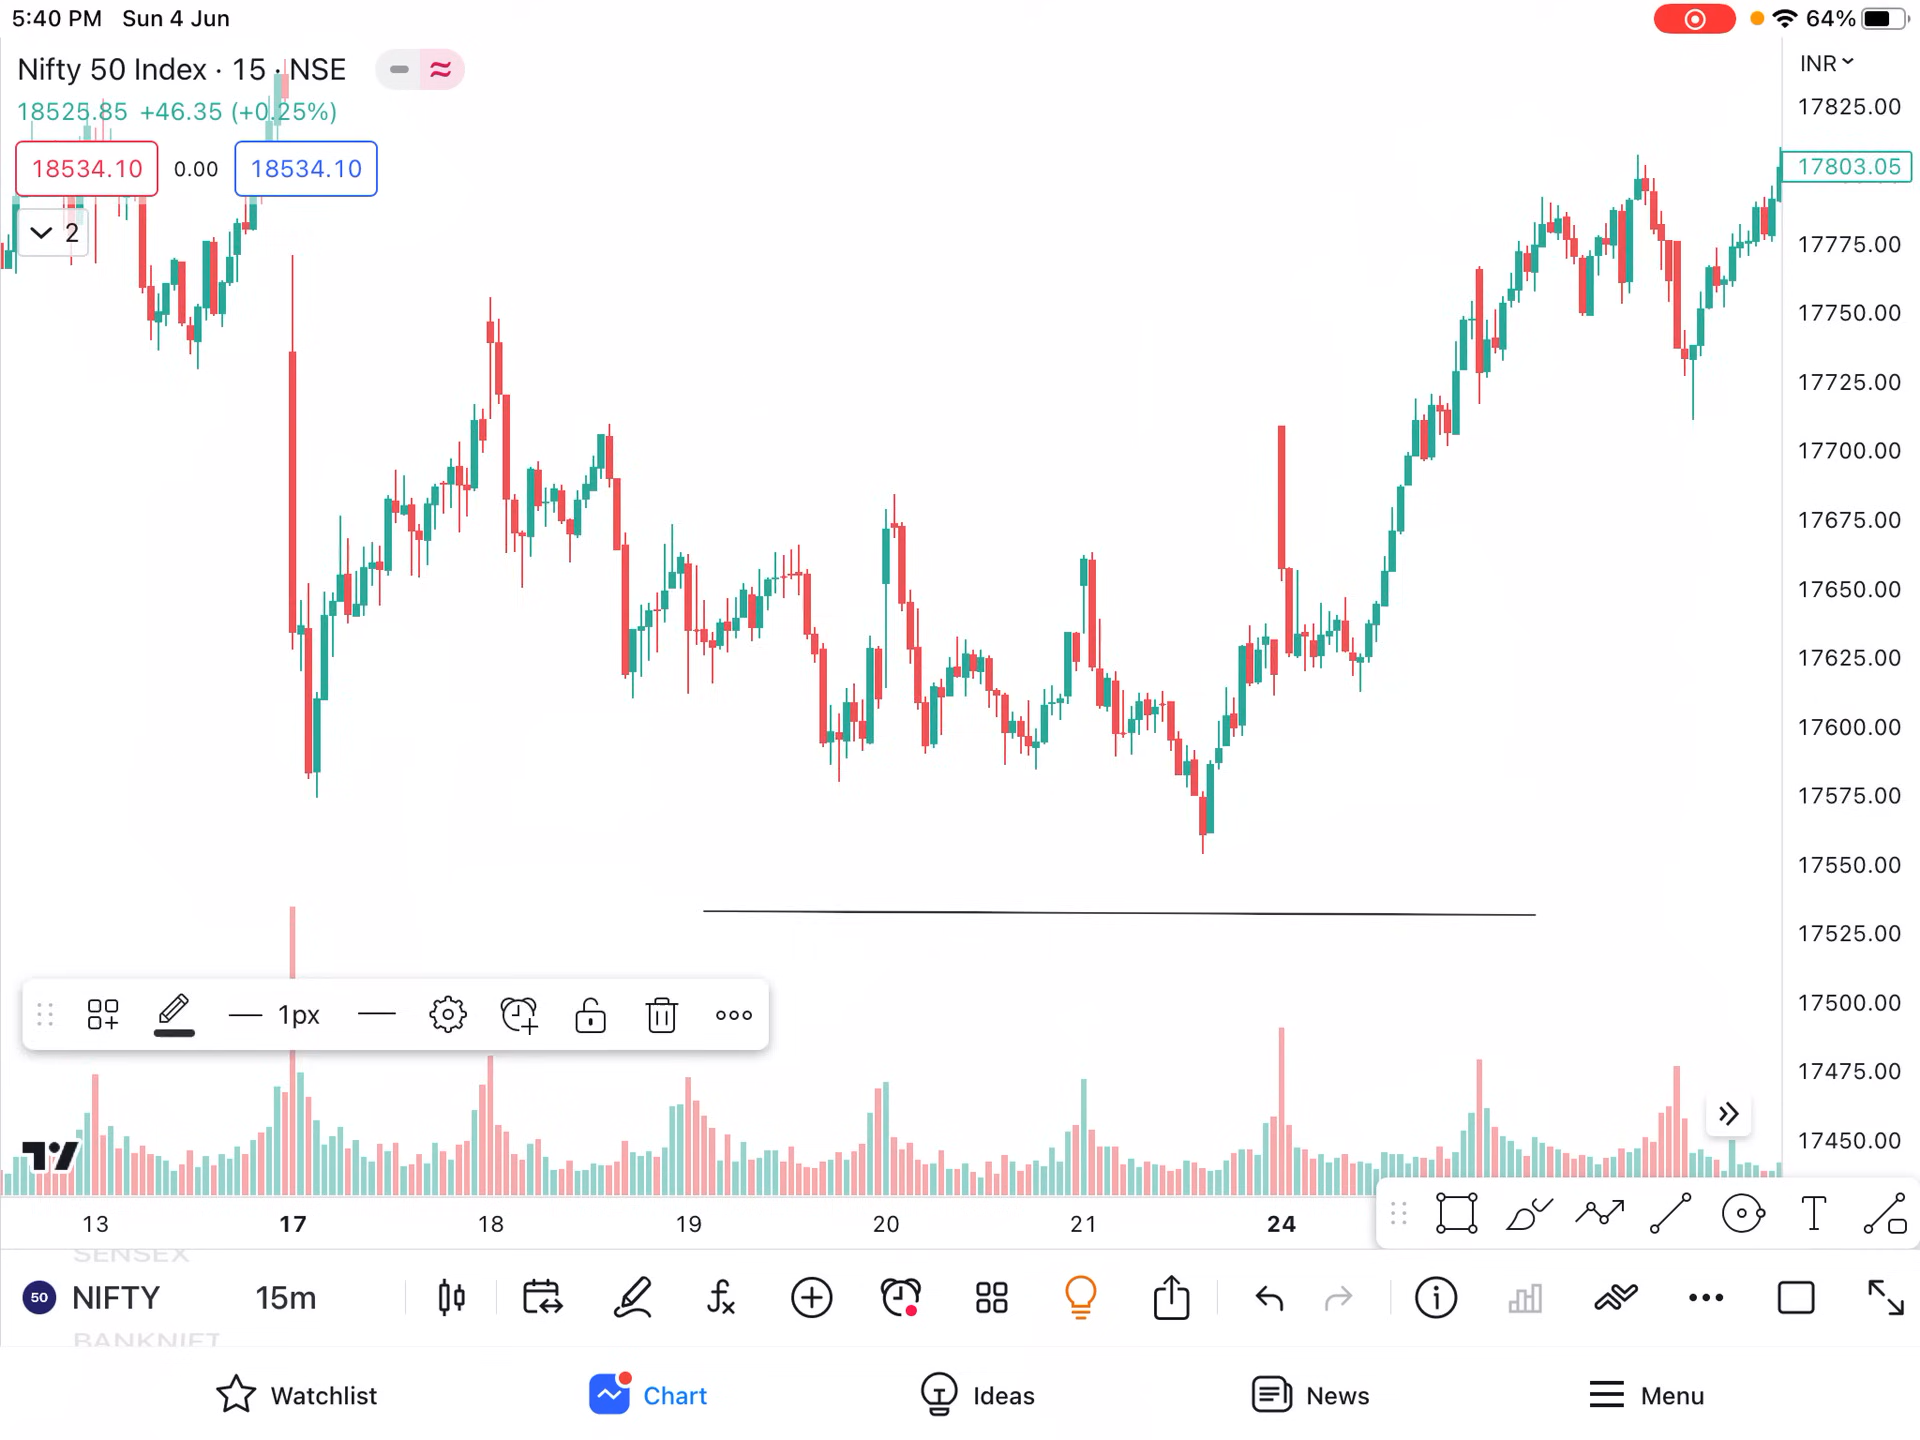 5:40 PM Sun 4 Jun
64%
Nifty 50 Index · 15 · NSE
INR
18525.85 +46.35 (+0.25%)
18534.10 0.00 18534.10
2
17825.00
17803.05
17775.00
17750.00
17725.00
17700.00
17675.00
17650.00
17625.00
17600.00
17575.00
17550.00
17525.00
17500.00
17475.00
17450.00
1px
13 17 18 19 20 21 24
T
SENSEX
50 NIFTY 15m
BANKNIFT
Watchlist Chart Ideas News Menu